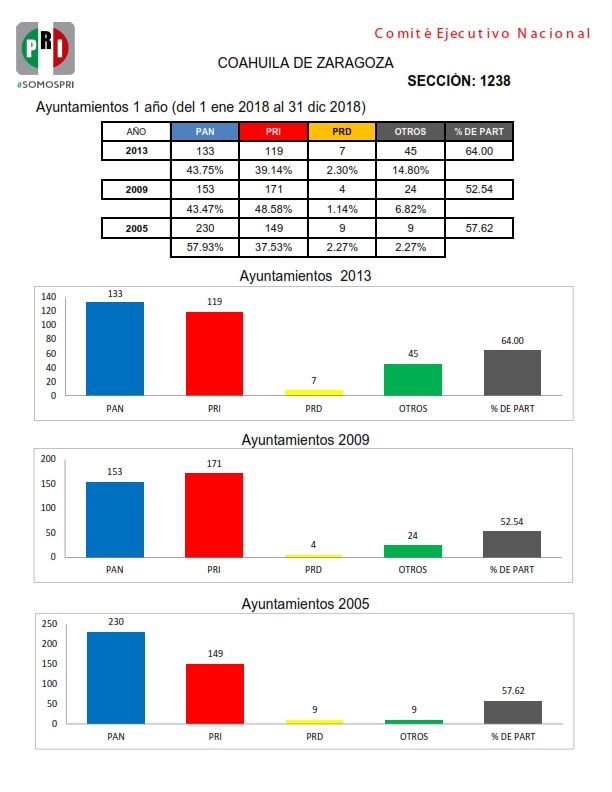 Comité Ejecutivo Nacional
PRI
#SOMOSPRI
COAHUILA DE ZARAGOZA
SECCIÓN: 1238
Ayuntamientos 1 año (del 1 ene 2018 al 31 dic 2018)
AÑO PAN PRI PRD OTROS % DE PART
2013 133 119 7 45 64.00
43.75% 39.14% 2.30% 14.80%
2009 153 171 4 24 52.54
43.47% 48.58% 1.14% 6.82%
2005 230 149 9 9 57.62
57.93% 37.53% 2.27% 2.27%
Ayuntamientos 2013
140
120
100
80
60
40
20
0
133 119 7 45 64.00
PAN PRI PRD OTROS % DE PART
Ayuntamientos 2009
200
150
100
50
0
153 171 4 24 52.54
PAN PRI PRD OTROS % DE PART
Ayuntamientos 2005
250
200
150
100
50
0
230 149 9 9 57.62
PAN PRI PRD OTROS % DE PART